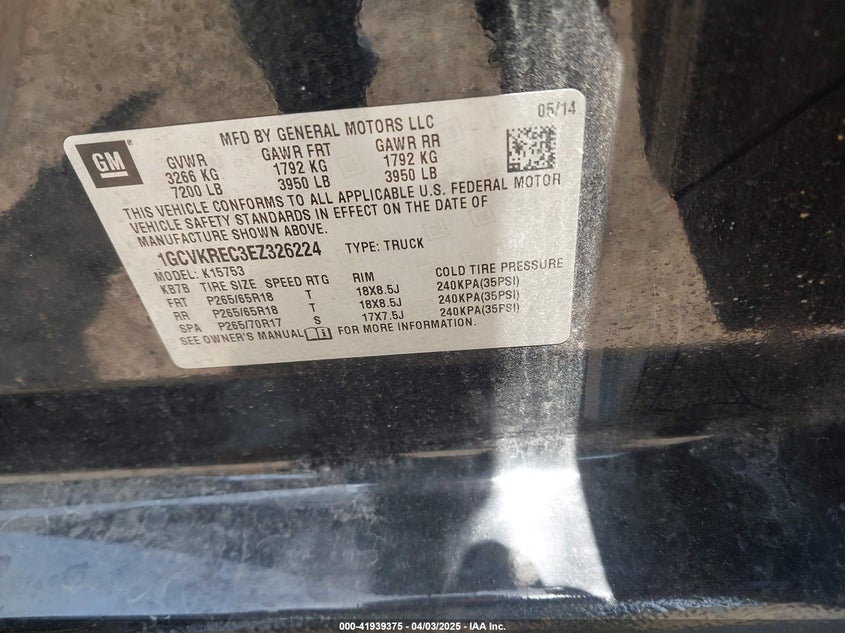 GM
05/14
MFD BY GENERAL MOTORS LLC
GVWR GAWR FRT GAWR RR
3266 KG 1792 KG 1792 KG
7200 LB 3950 LB 3950 LB
THIS VEHICLE CONFORMS TO ALL APPLICABLE U.S. FEDERAL MOTOR
VEHICLE SAFETY STANDARDS IN EFFECT ON THE DATE OF
MANUFACTURE SHOWN ABOVE.
1GCVKREC3EZ326224 TYPE: TRUCK
MODEL: K15753
K87B TIRE SIZE SPEED RTG RIM COLD TIRE PRESSURE
FRT P265/65R18 T 18X8.5J 240KPA(35PSI)
RR P265/65R18 T 18X8.5J 240KPA(35PSI)
SPA P265/70R17 S 17X7.5J 240KPA(35PSI)
SEE OWNER'S MANUAL FOR MORE INFORMATION.
000-41939375 - 04/03/2025 - IAA Inc.